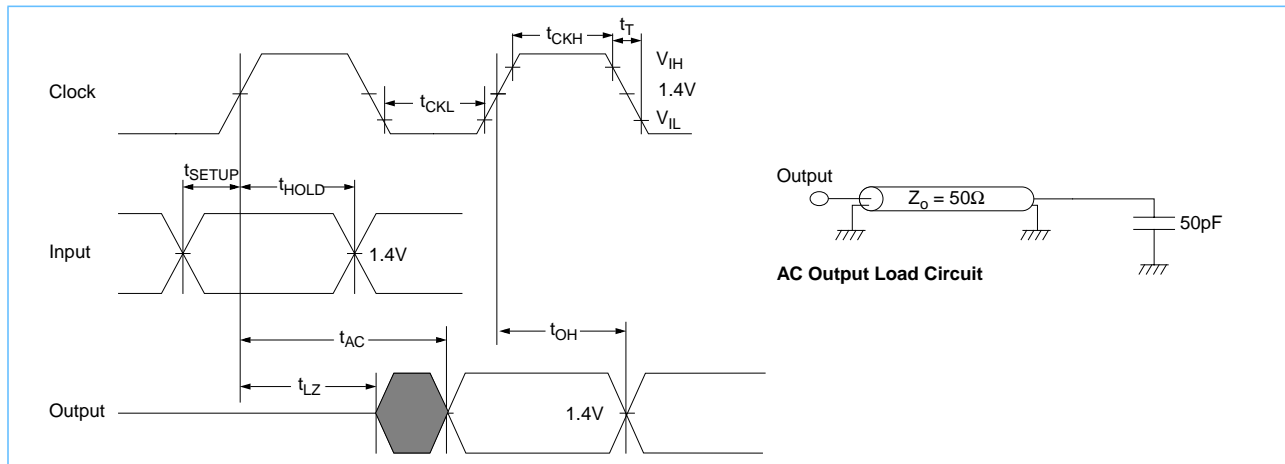 tCKH
tT
VIH
1.4V
VIL
Clock
tCKL
tSETUP
tHOLD
Input
1.4V
Output
Zo = 50Ω
50pF
AC Output Load Circuit
tAC
tOH
tLZ
Output
1.4V